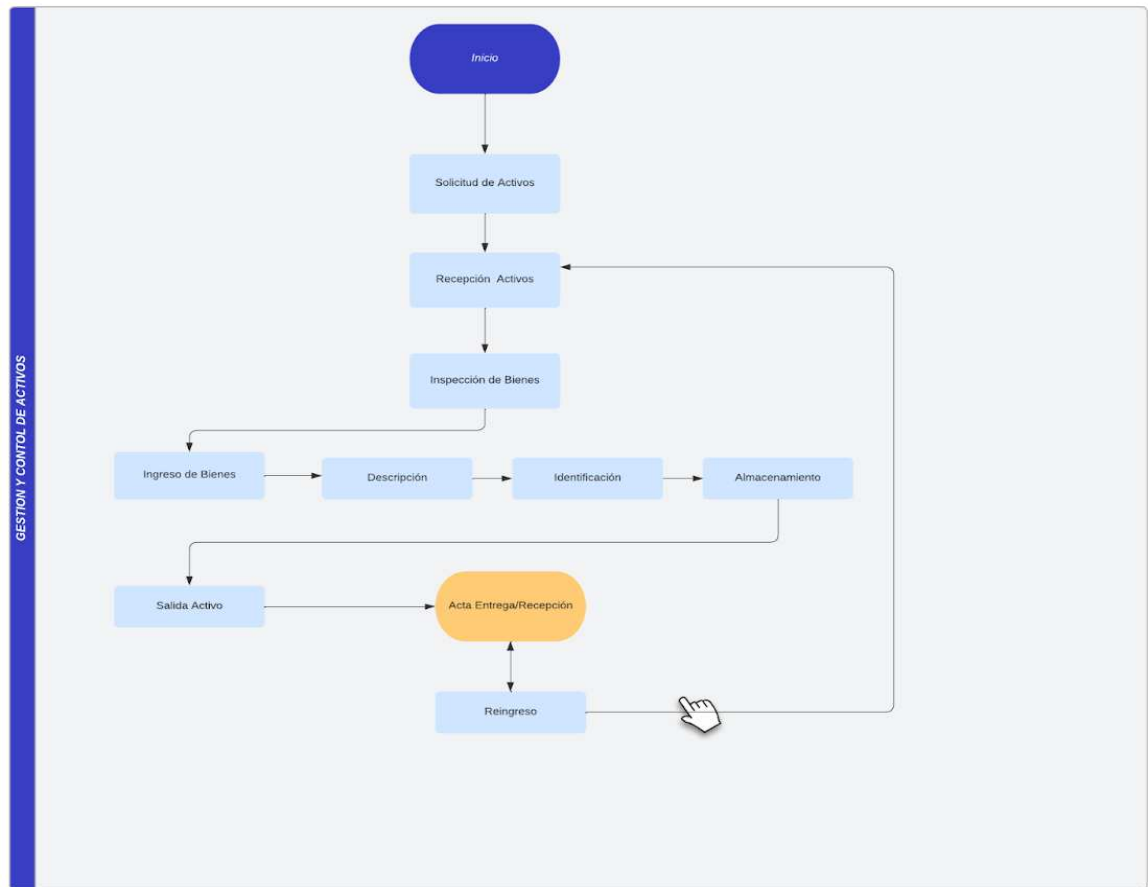 GESTION Y CONTOL DE ACTIVOS
Inicio
Solicitud de Activos
Recepción Activos
Inspección de Bienes
Ingreso de Bienes
Descripción
Identificación
Almacenamiento
Salida Activo
Acta Entrega/Recepción
Reingreso